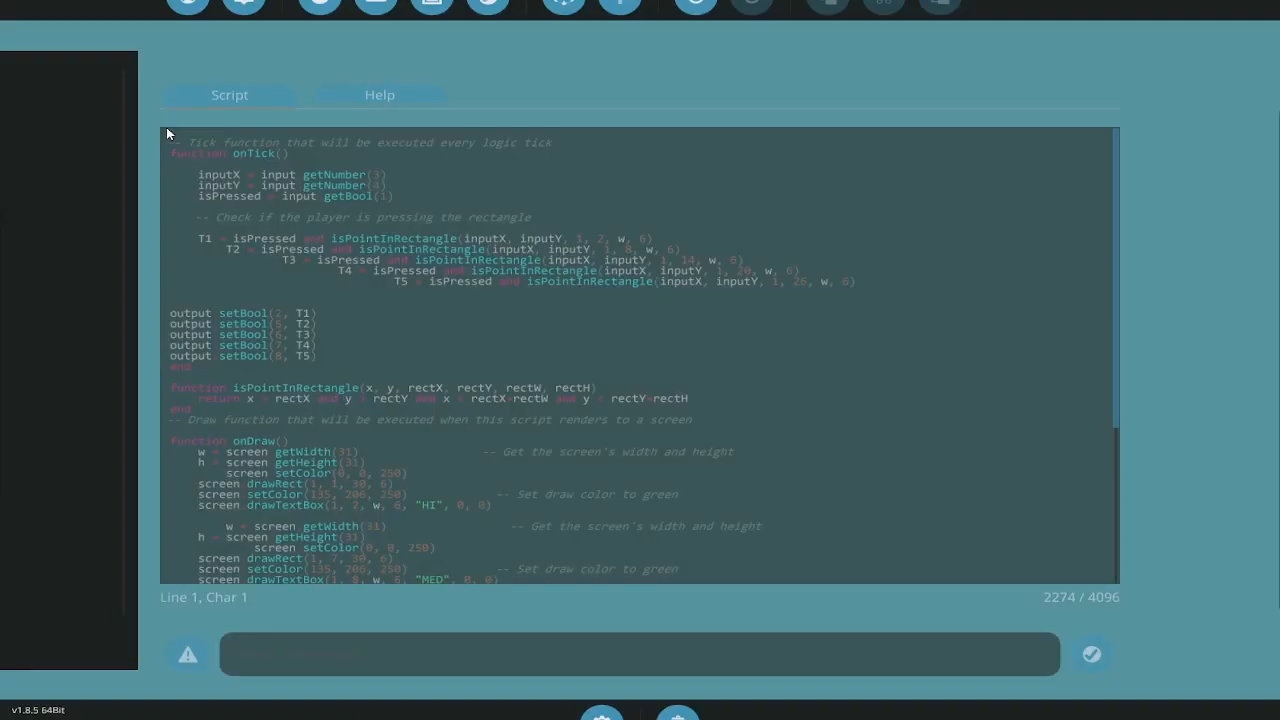 Script Help
-- Tick function that will be executed every logic tick
function onTick()
inputX = input getNumber(3)
inputY = input getNumber(4)
isPressed = input getBool(1)
-- Check if the player is pressing the rectangle
T1 = isPressed and isPointInRectangle(inputX, inputY, 1, 2, w, 6)
T2 = isPressed and isPointInRectangle(inputX, inputY, 1, 8, w, 6)
T3 = isPressed and isPointInRectangle(inputX, inputY, 1, 14, w, 6)
T4 = isPressed and isPointInRectangle(inputX, inputY, 1, 20, w, 6)
T5 = isPressed and isPointInRectangle(inputX, inputY, 1, 26, w, 6)
output setBool(2, T1)
output setBool(5, T2)
output setBool(6, T3)
output setBool(7, T4)
output setBool(8, T5)
end
function isPointInRectangle(x, y, rectX, rectY, rectW, rectH)
return x > rectX and y > rectY and x < rectX+rectW and y < rectY+rectH
end
-- Draw function that will be executed when this script renders to a screen
function onDraw()
w = screen getWidth(31) -- Get the screen's width and height
h = screen getHeight(31)
screen setColor(0, 0, 250)
screen drawRect(1, 1, 30, 6)
screen setColor(135, 206, 250) -- Set draw color to green
screen drawTextBox(1, 2, w, 6, "HI", 0, 0)
w = screen getWidth(31) -- Get the screen's width and height
h = screen getHeight(31)
screen setColor(0, 0, 250)
screen drawRect(1, 7, 30, 6)
screen setColor(135, 206, 250) -- Set draw color to green
screen drawTextBox(1, 8, w, 6, "MED", 0, 0)
Line 1, Char 1 2274 / 4096
v1.8.5 64Bit